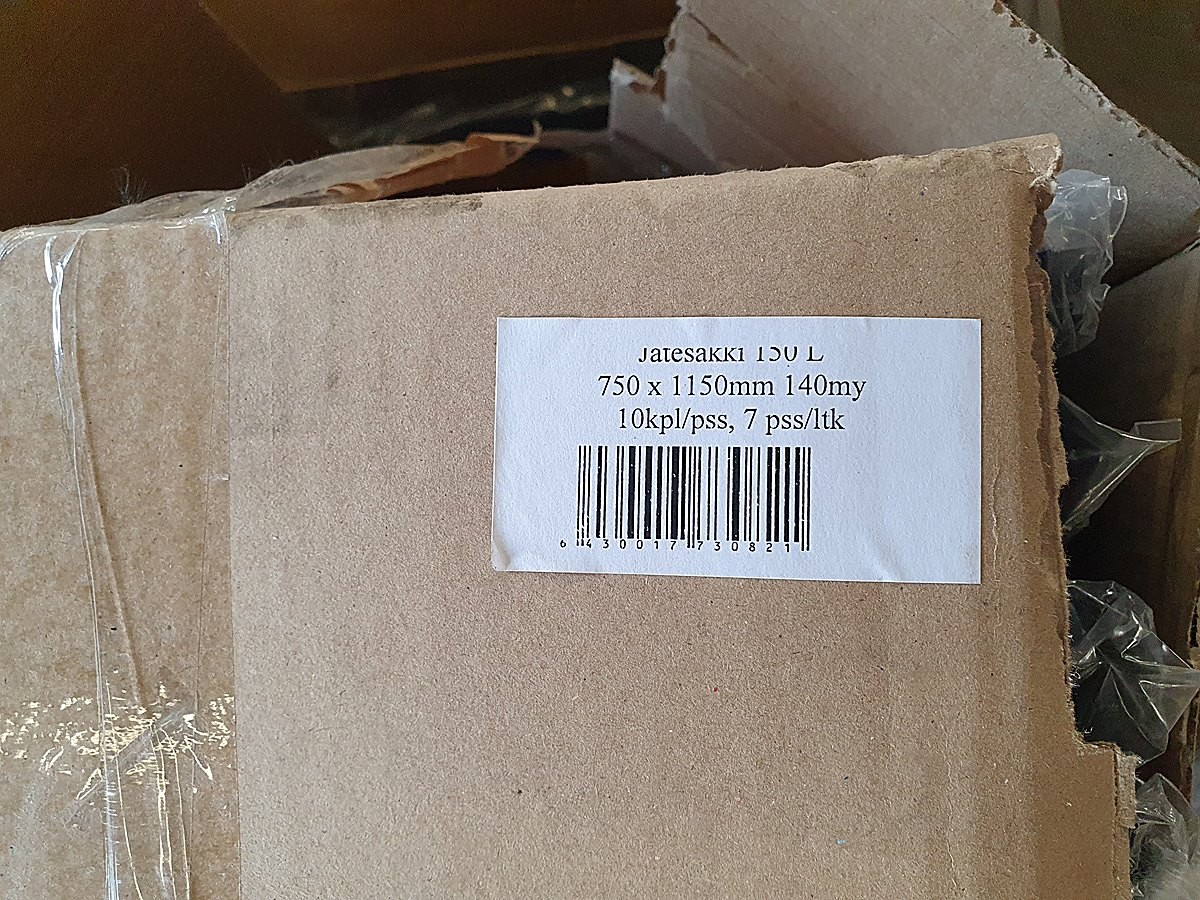 Jätesäkki 150 L
750 x 1150mm 140my
10kpl/pss, 7 pss/ltk
6 430017 730821